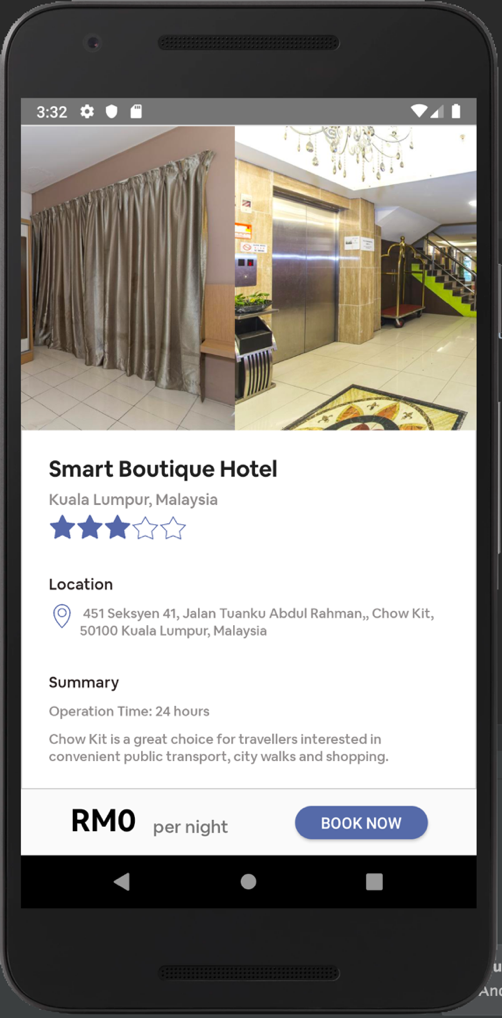 3:32
Smart Boutique Hotel
Kuala Lumpur, Malaysia
Location
451 Seksyen 41, Jalan Tuanku Abdul Rahman,, Chow Kit,
50100 Kuala Lumpur, Malaysia
Summary
Operation Time: 24 hours
Chow Kit is a great choice for travellers interested in
convenient public transport, city walks and shopping.
RM0 per night
BOOK NOW